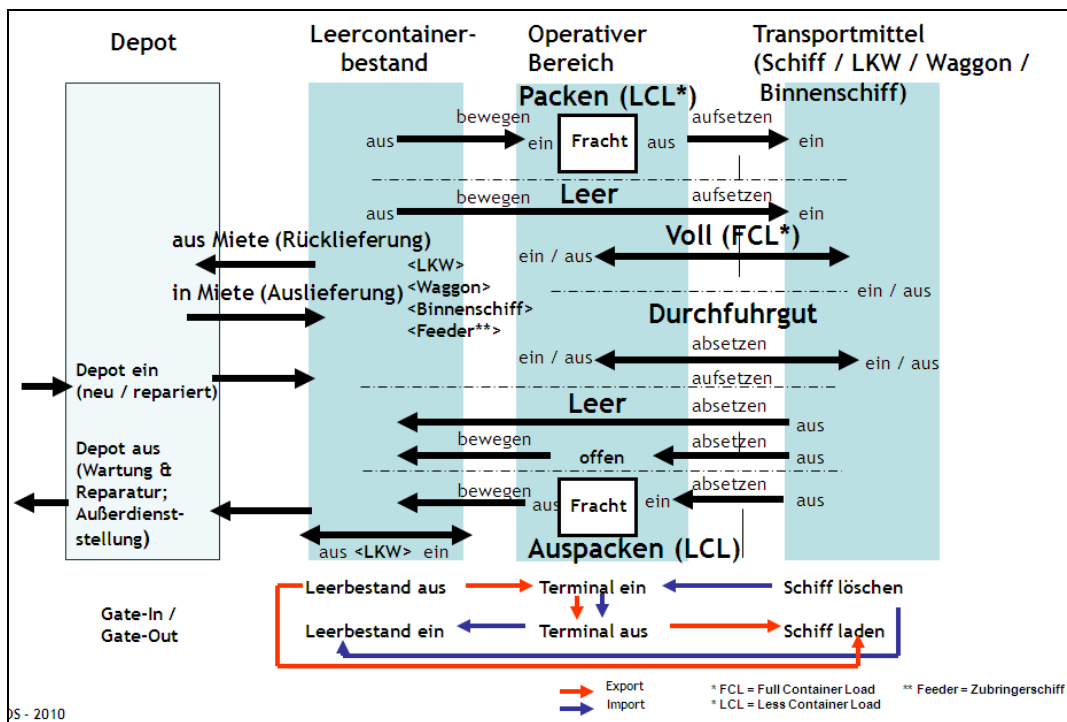 Depot
Leercontainer-
bestand
Operativer
Bereich
Transportmittel
(Schiff / LKW / Waggon /
Binnenschiff)
Packen (LCL*)
bewegen
aufsetzen
aus
ein
Fracht
aus
ein
Leer
bewegen
aufsetzen
aus
ein
Voll (FCL*)
aus Miete (Rücklieferung)
ein / aus
<LKW>
<Waggon>
<Binnenschiff>
<Feeder**>
in Miete (Auslieferung)
ein / aus
Durchfuhrgut
absetzen
ein / aus
ein / aus
aufsetzen
Depot ein
(neu / repariert)
Leer
absetzen
aus
bewegen
offen
absetzen
aus
Depot aus
(Wartung &
Reparatur;
Außerdienst-
stellung)
bewegen
absetzen
aus
Fracht
ein
aus
aus <LKW> ein
Auspacken (LCL)
Leerbestand aus
Terminal ein
Schiff löschen
Gate-In /
Gate-Out
Leerbestand ein
Terminal aus
Schiff laden
Export
Import
* FCL = Full Container Load
* LCL = Less Container Load
** Feeder = Zubringerschiff
DS - 2010